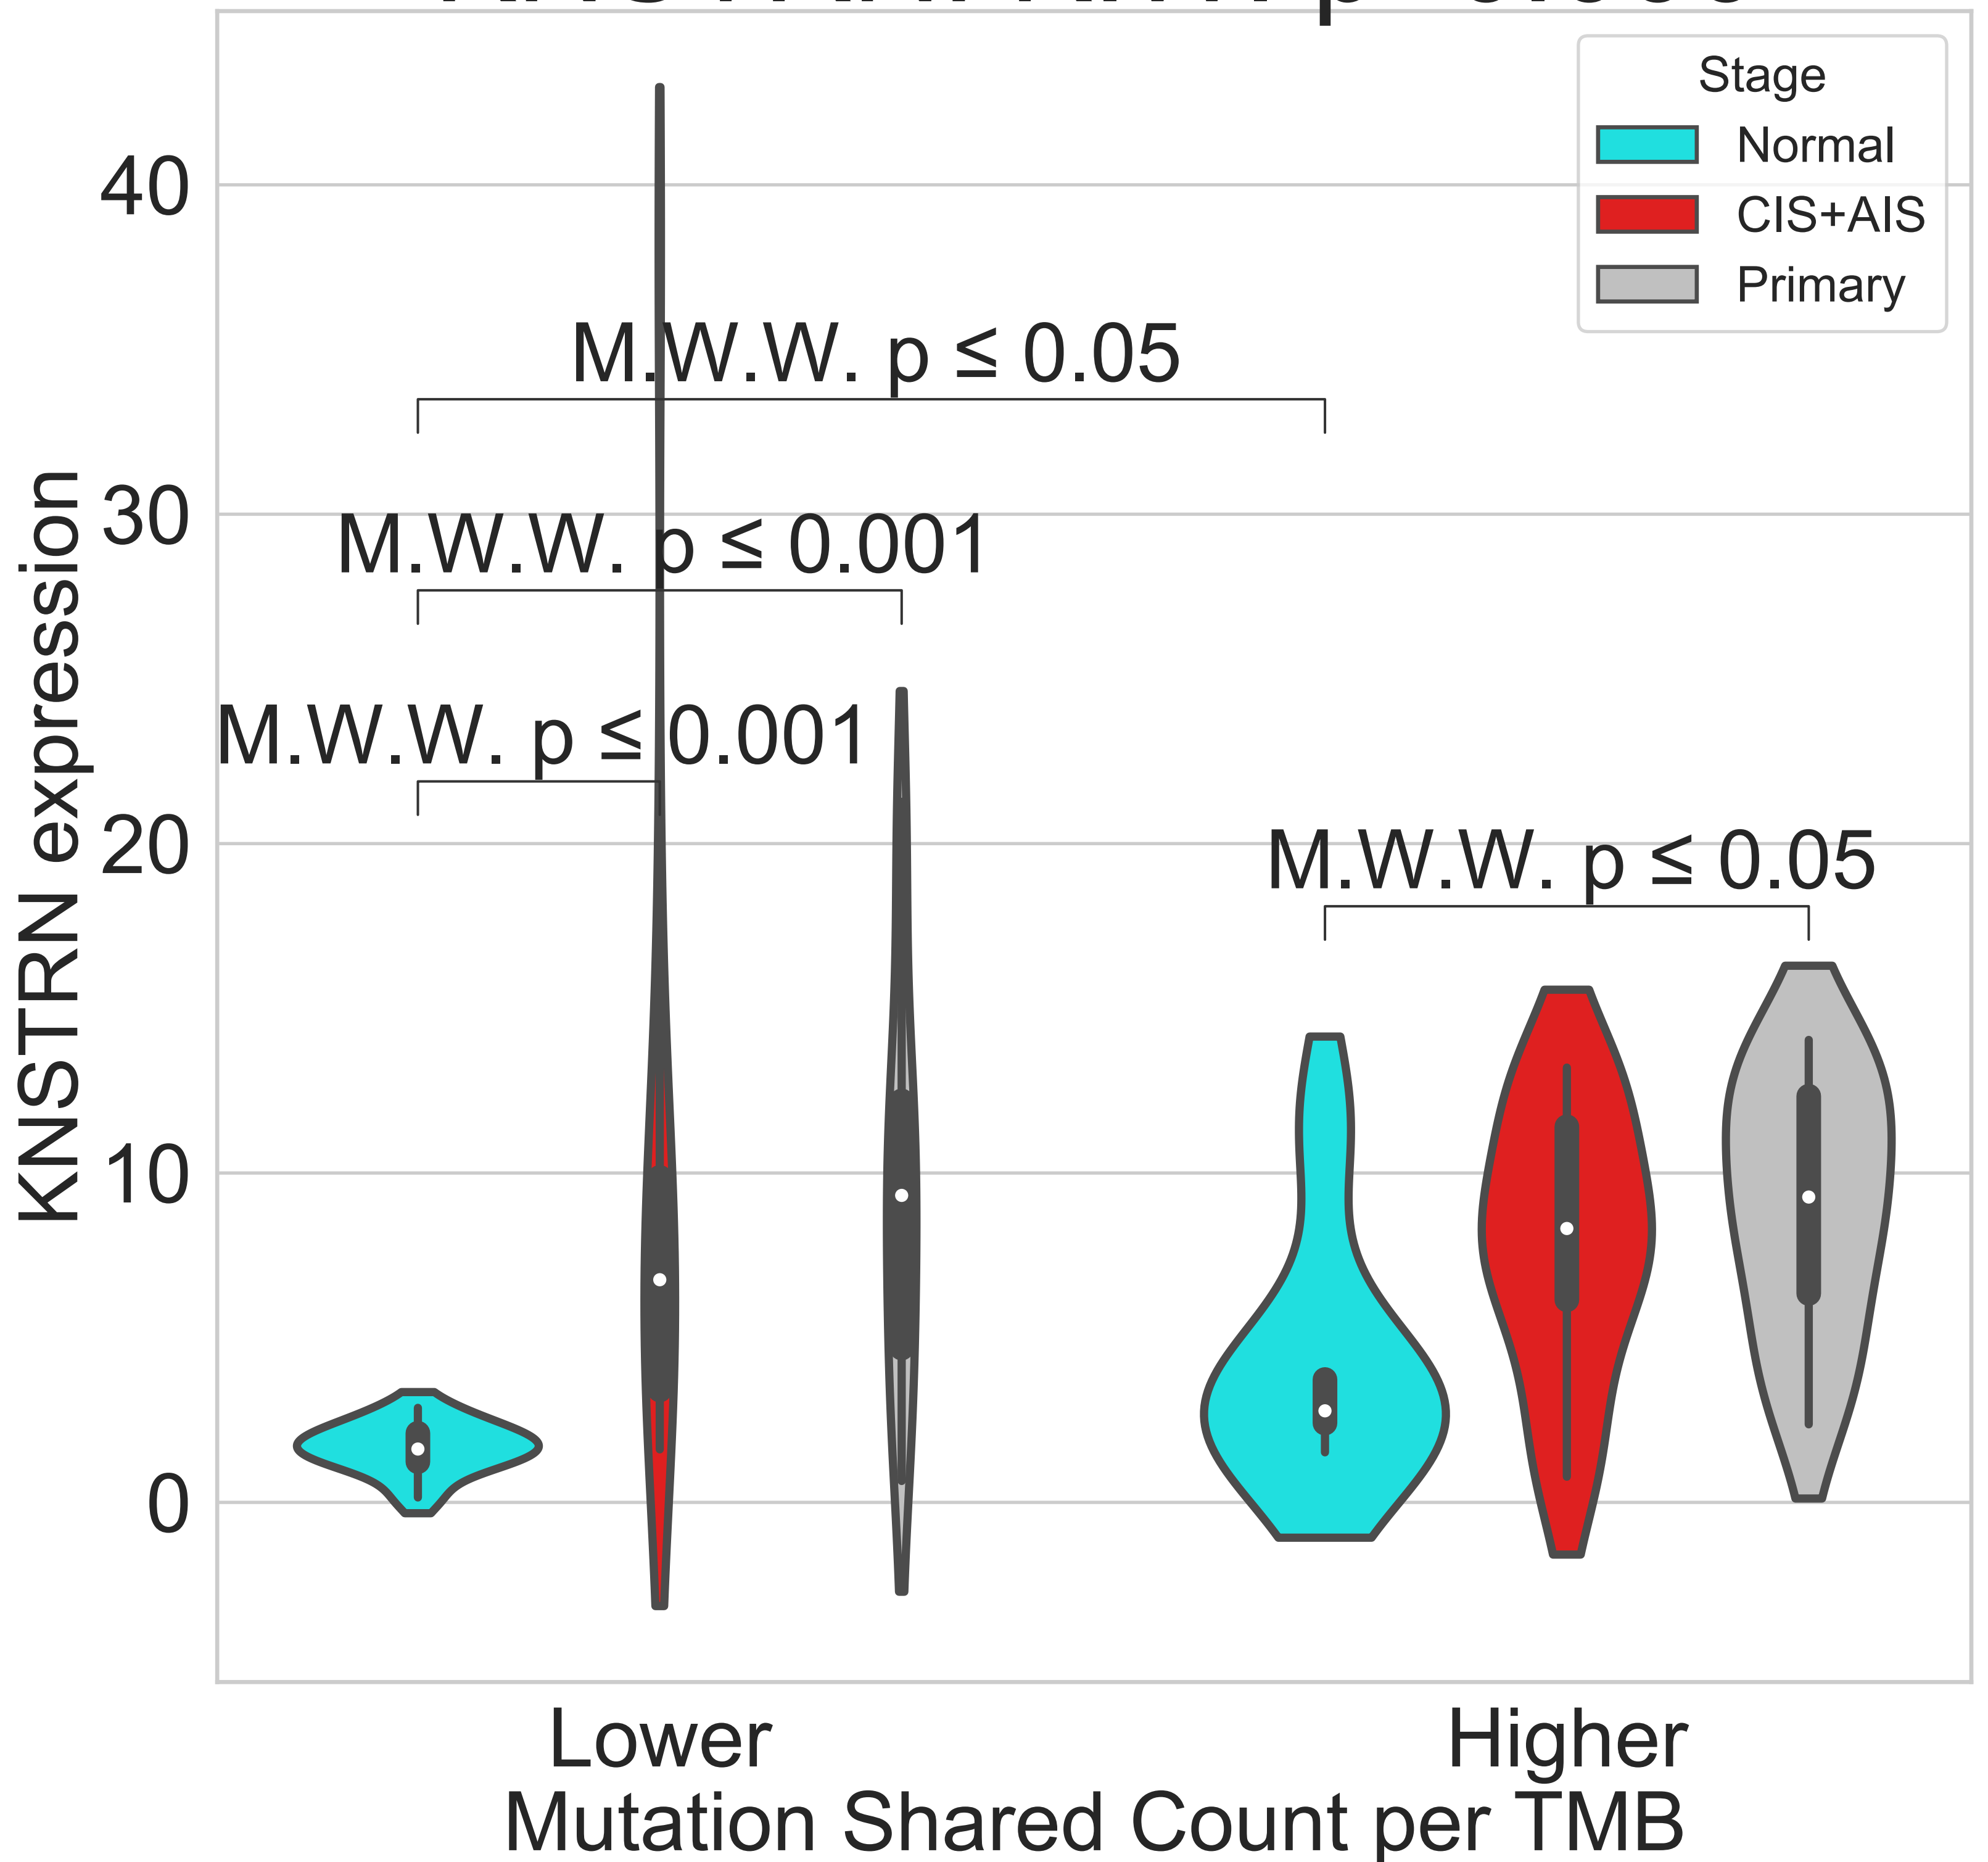 Stage
Normal
CIS+AIS
Primary
40
30
20
10
0
KNSTRN expression
M.W.W. p ≤ 0.05
M.W.W. p ≤ 0.001
M.W.W. p ≤ 0.001
M.W.W. p ≤ 0.05
Lower
Higher
Mutation Shared Count per TMB